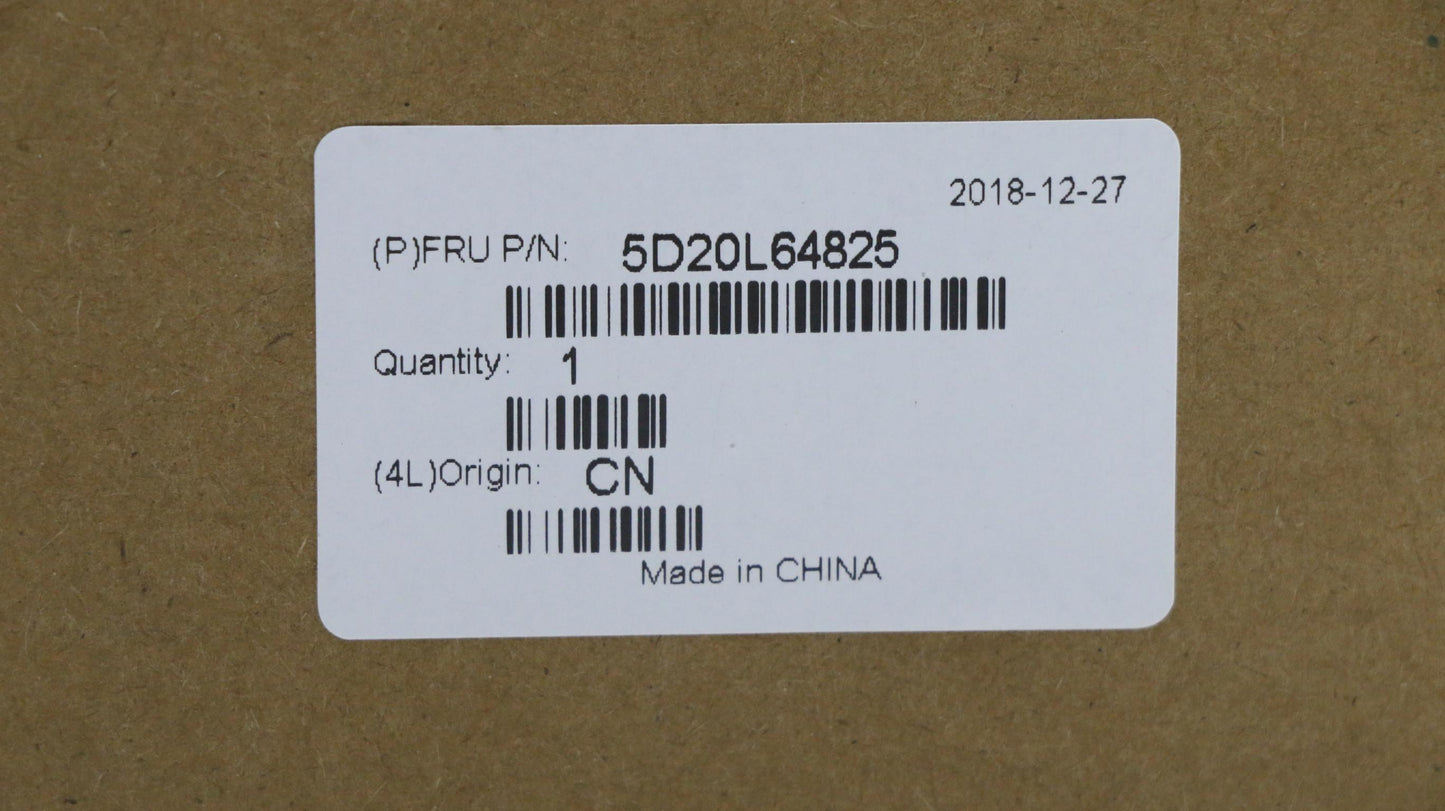 2018-12-27
(P)FRU P/N: 5D20L64825
Quantity: 1
(4L)Origin: CN
Made in CHINA